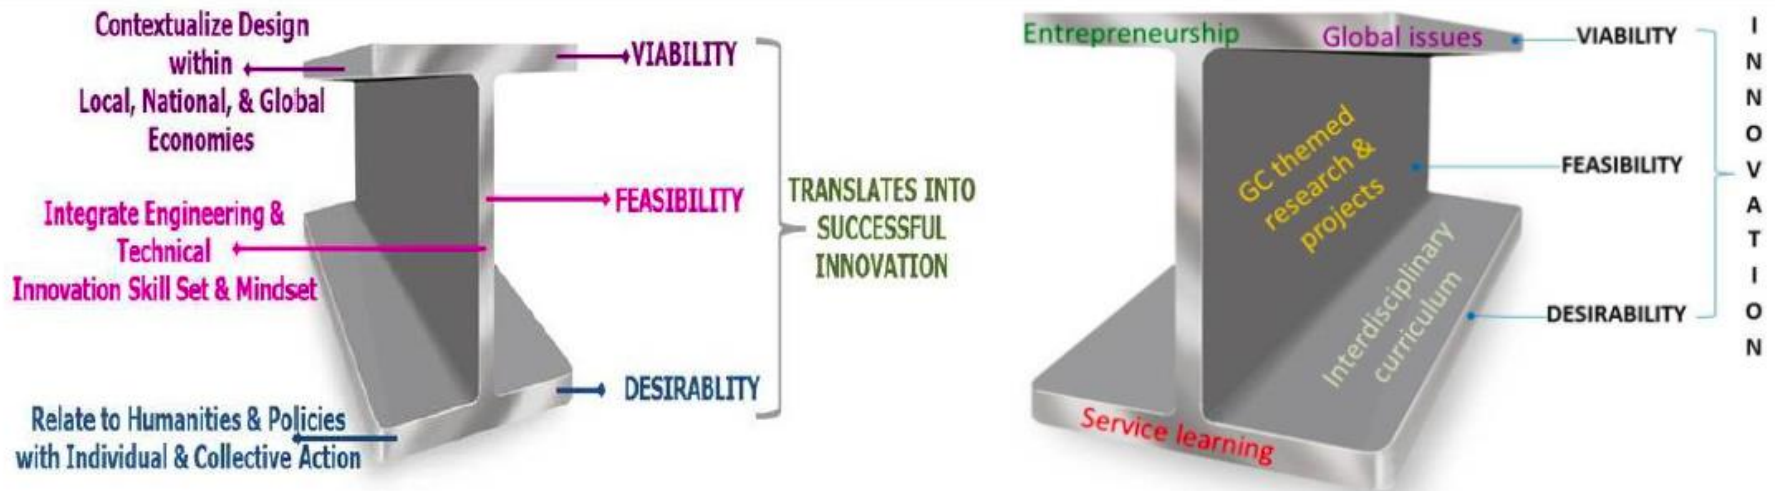 Contextualize Design
within
Local, National, & Global
Economies
VIABILITY
Integrate Engineering &
Technical
Innovation Skill Set & Mindset
FEASIBILITY
TRANSLATES INTO
SUCCESSFUL
INNOVATION
Relate to Humanities & Policies
with Individual & Collective Action
DESIRABLITY
Entrepreneurship
Global issues
VIABILITY
GC themed
research &
projects
FEASIBILITY
Interdisciplinary
curriculum
DESIRABILITY
Service learning
INNOVATION